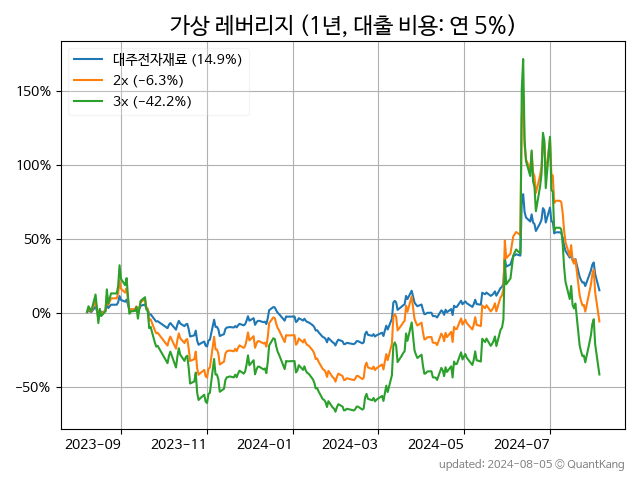 가상 레버리지 (1년, 대출 비용: 연 5%)
대주전자재료 (14.9%)
2x (−6.3%)
3x (−42.2%)
150%
100%
50%
0%
−50%
2023-09
2023-11
2024-01
2024-03
2024-05
2024-07
updated: 2024-08-05 © QuantKang